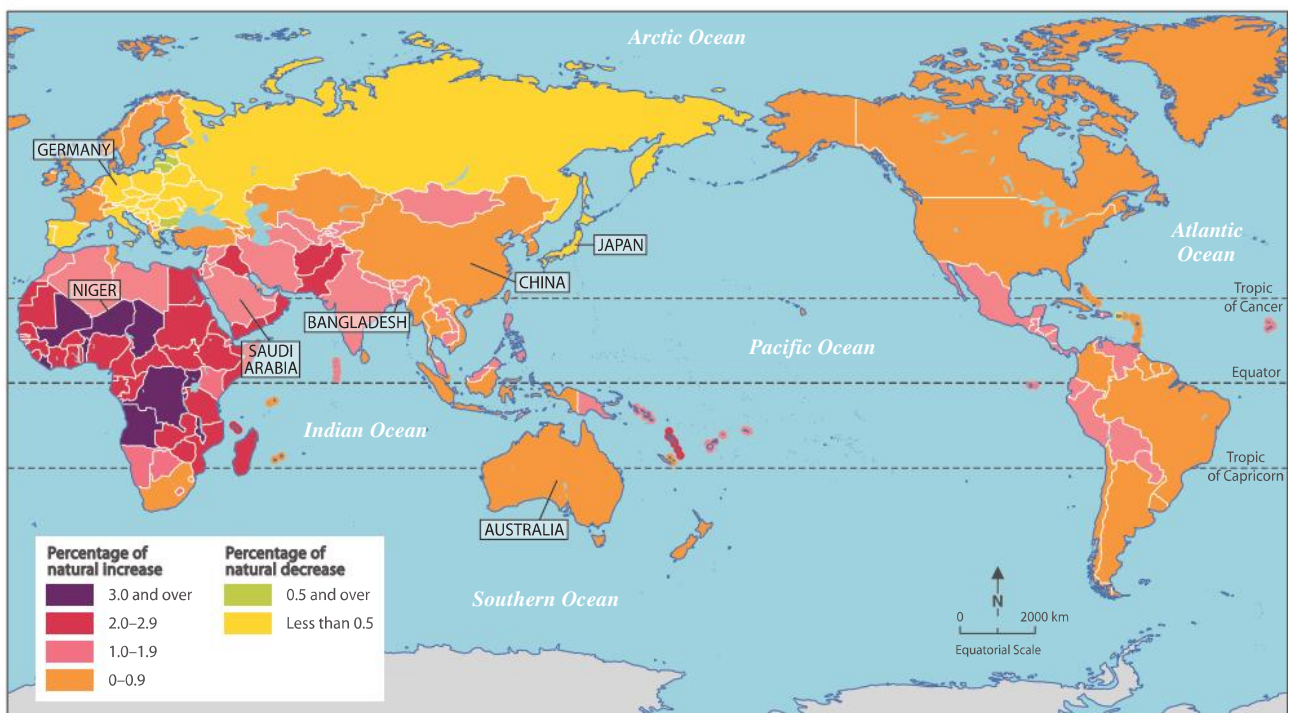 Arctic Ocean
GERMANY
Atlantic
Ocean
JAPAN
CHINA
NIGER
Tropic
of Cancer
BANGLADESH
SAUDI
ARABIA
Pacific Ocean
Equator
Indian Ocean
Tropic
of Capricorn
AUSTRALIA
Percentage of
natural increase
3.0 and over
2.0–2.9
1.0–1.9
0–0.9
Percentage of
natural decrease
0.5 and over
Less than 0.5
Southern Ocean
N
0 2000 km
Equatorial Scale